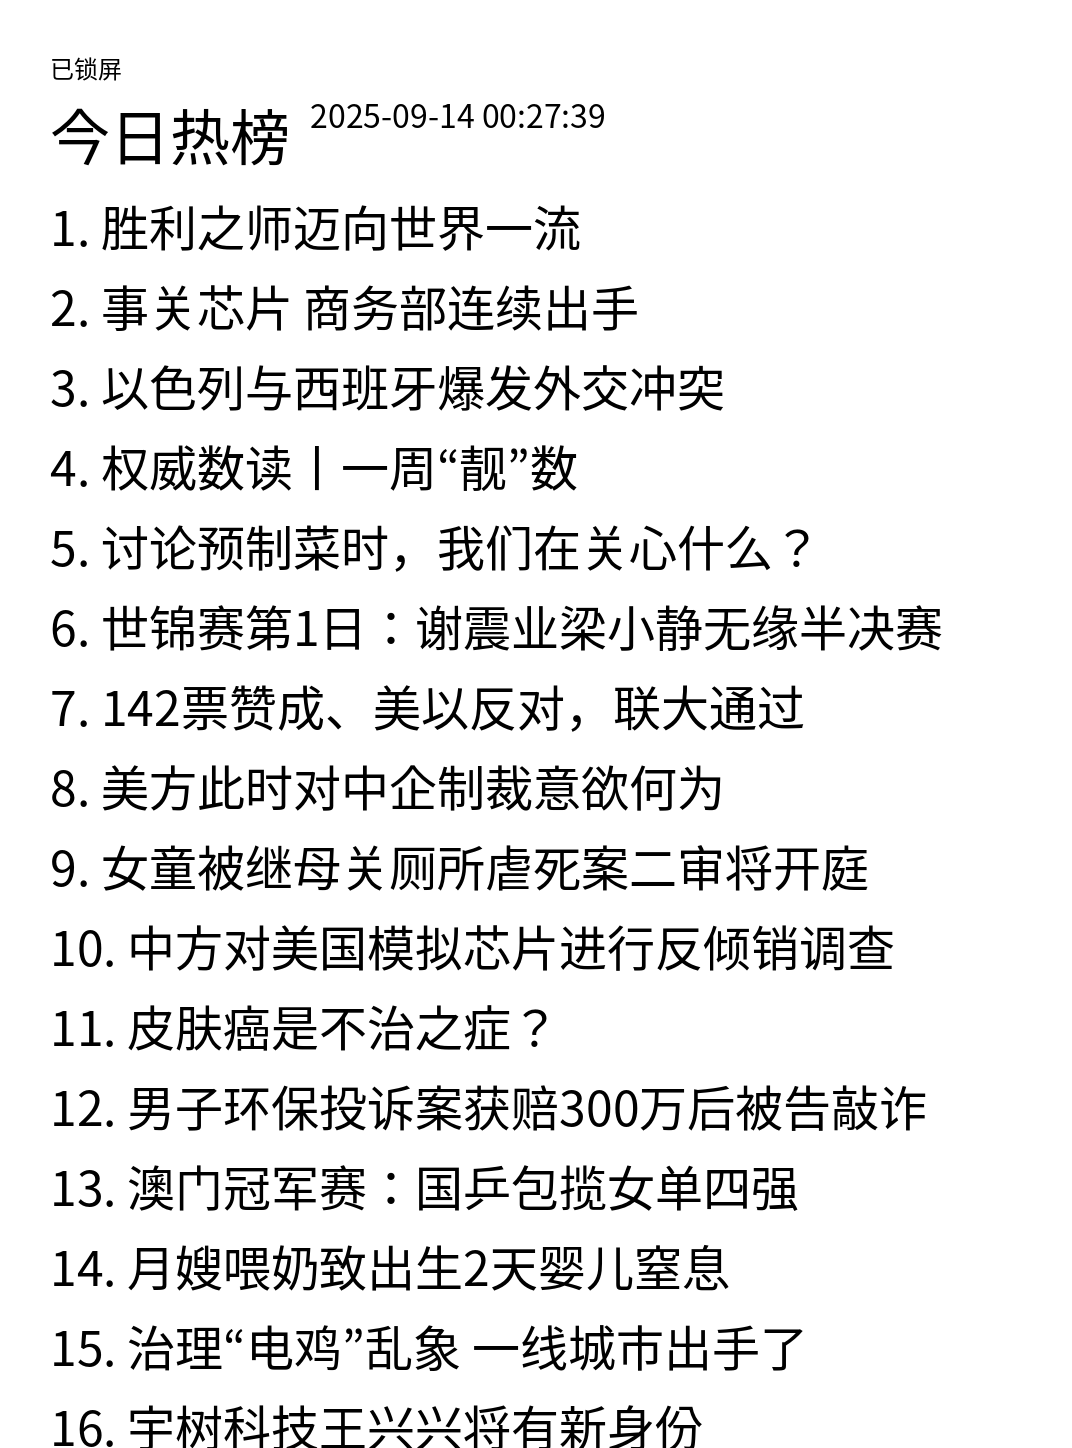 已锁屏
今日热榜 2025-09-14 00:27:39
1. 胜利之师迈向世界一流
2. 事关芯片 商务部连续出手
3. 以色列与西班牙爆发外交冲突
4. 权威数读丨一周“靓”数
5. 讨论预制菜时，我们在关心什么？
6. 世锦赛第1日：谢震业梁小静无缘半决赛
7. 142票赞成、美以反对，联大通过
8. 美方此时对中企制裁意欲何为
9. 女童被继母关厕所虐死案二审将开庭
10. 中方对美国模拟芯片进行反倾销调查
11. 皮肤癌是不治之症？
12. 男子环保投诉案获赔300万后被告敲诈
13. 澳门冠军赛：国乒包揽女单四强
14. 月嫂喂奶致出生2天婴儿窒息
15. 治理“电鸡”乱象 一线城市出手了
16. 宇树科技王兴兴将有新身份